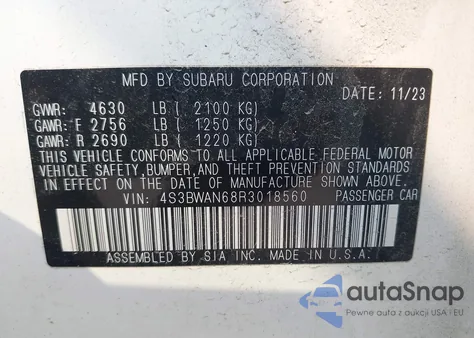 MFD BY SUBARU CORPORATION
DATE: 11/23
GVWR: 4630 LB ( 2100 KG)
GAWR: F 2756 LB ( 1250 KG)
GAWR: R 2690 LB ( 1220 KG)
THIS VEHICLE CONFORMS TO ALL APPLICABLE FEDERAL MOTOR
VEHICLE SAFETY, BUMPER, AND THEFT PREVENTION STANDARDS
IN EFFECT ON THE DATE OF MANUFACTURE SHOWN ABOVE.
VIN: 4S3BWAN68R3018560 PASSENGER CAR
ASSEMBLED BY SIA INC. MADE IN U.S.A.
autaSnap
Pewne auta z aukcji USA i EU